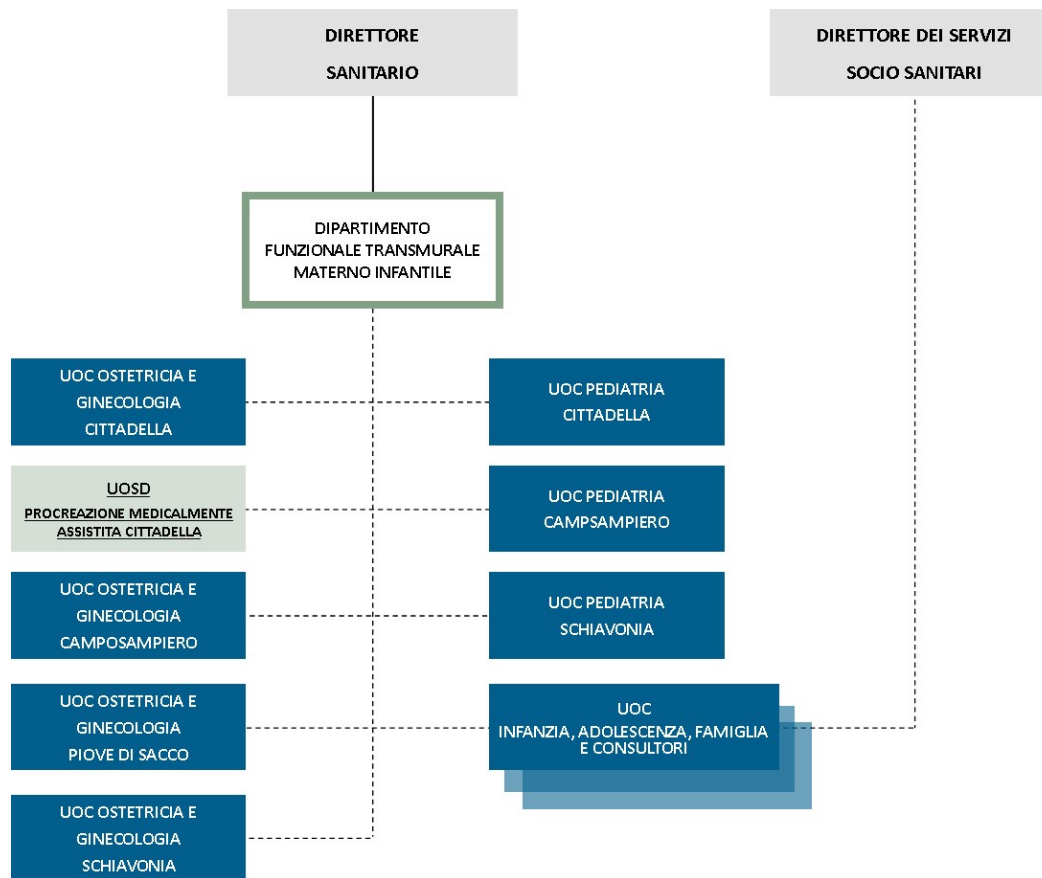 DIRETTORE
SANITARIO
DIRETTORE DEI SERVIZI
SOCIO SANITARI
DIPARTIMENTO
FUNZIONALE TRANSMURALE
MATERNO INFANTILE
UOC OSTETRICIA E
GINECOLOGIA
CITTADELLA
UOC PEDIATRIA
CITTADELLA
UOSD
PROCREAZIONE MEDICALMENTE
ASSISTITA CITTADELLA
UOC PEDIATRIA
CAMPSAMPIERO
UOC OSTETRICIA E
GINECOLOGIA
CAMPOSAMPIERO
UOC PEDIATRIA
SCHIAVONIA
UOC OSTETRICIA E
GINECOLOGIA
PIOVE DI SACCO
UOC
INFANZIA, ADOLESCENZA, FAMIGLIA
E CONSULTORI
UOC OSTETRICIA E
GINECOLOGIA
SCHIAVONIA